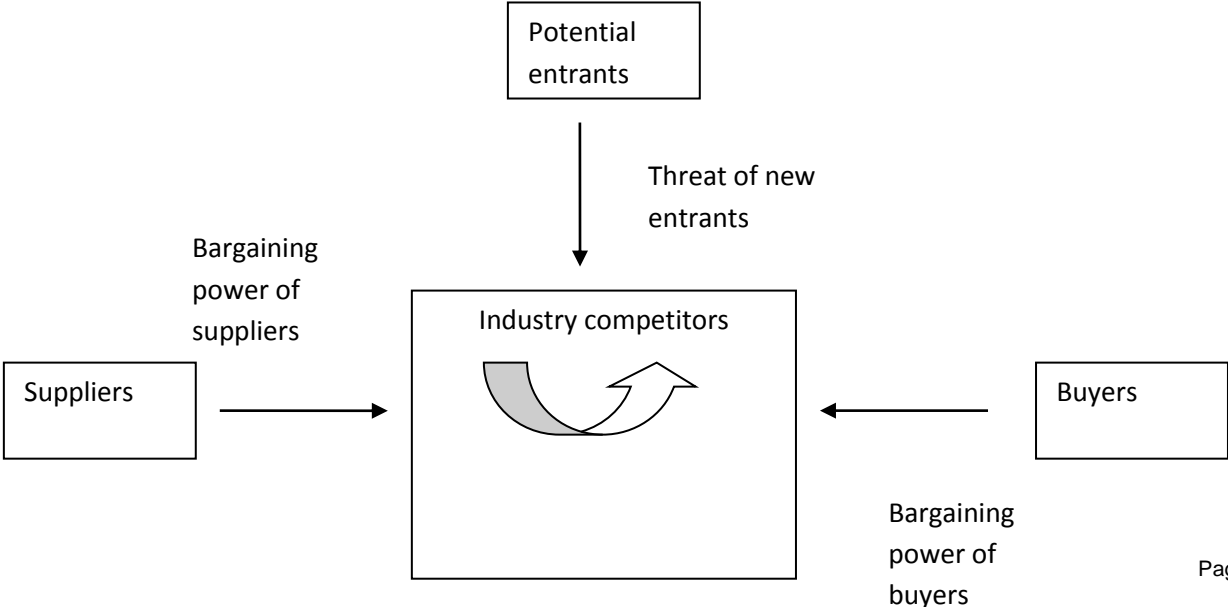 Potential
entrants
Threat of new
entrants
Bargaining
power of
suppliers
Industry competitors
Suppliers
Buyers
Bargaining
power of
buyers